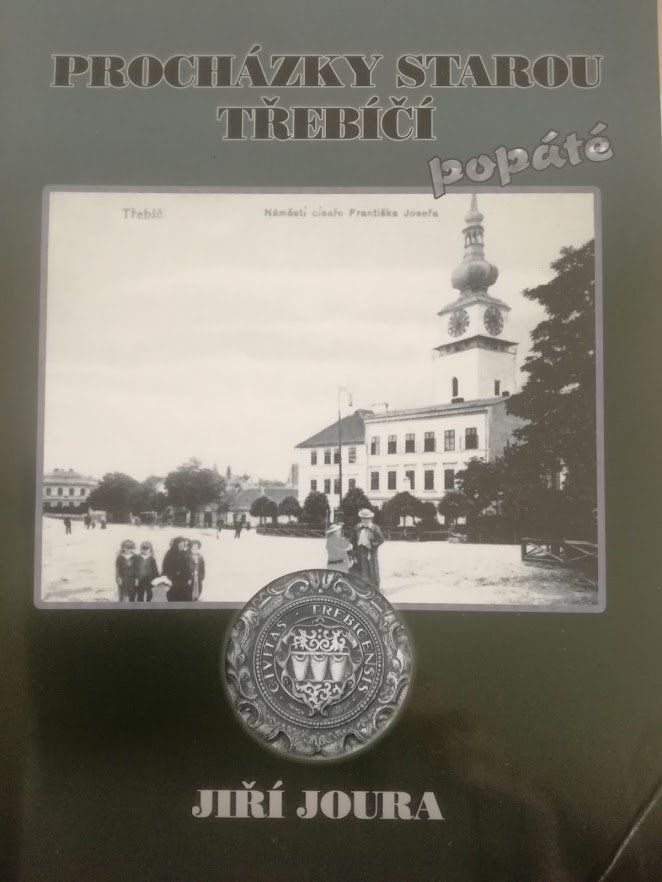 PROCHÁZKY STAROU
TŘEBÍČÍ
popáté
Třebíč Náměstí císaře Františka Josefa
CIVITAS TREBICENSIS
JIŘÍ JOURA